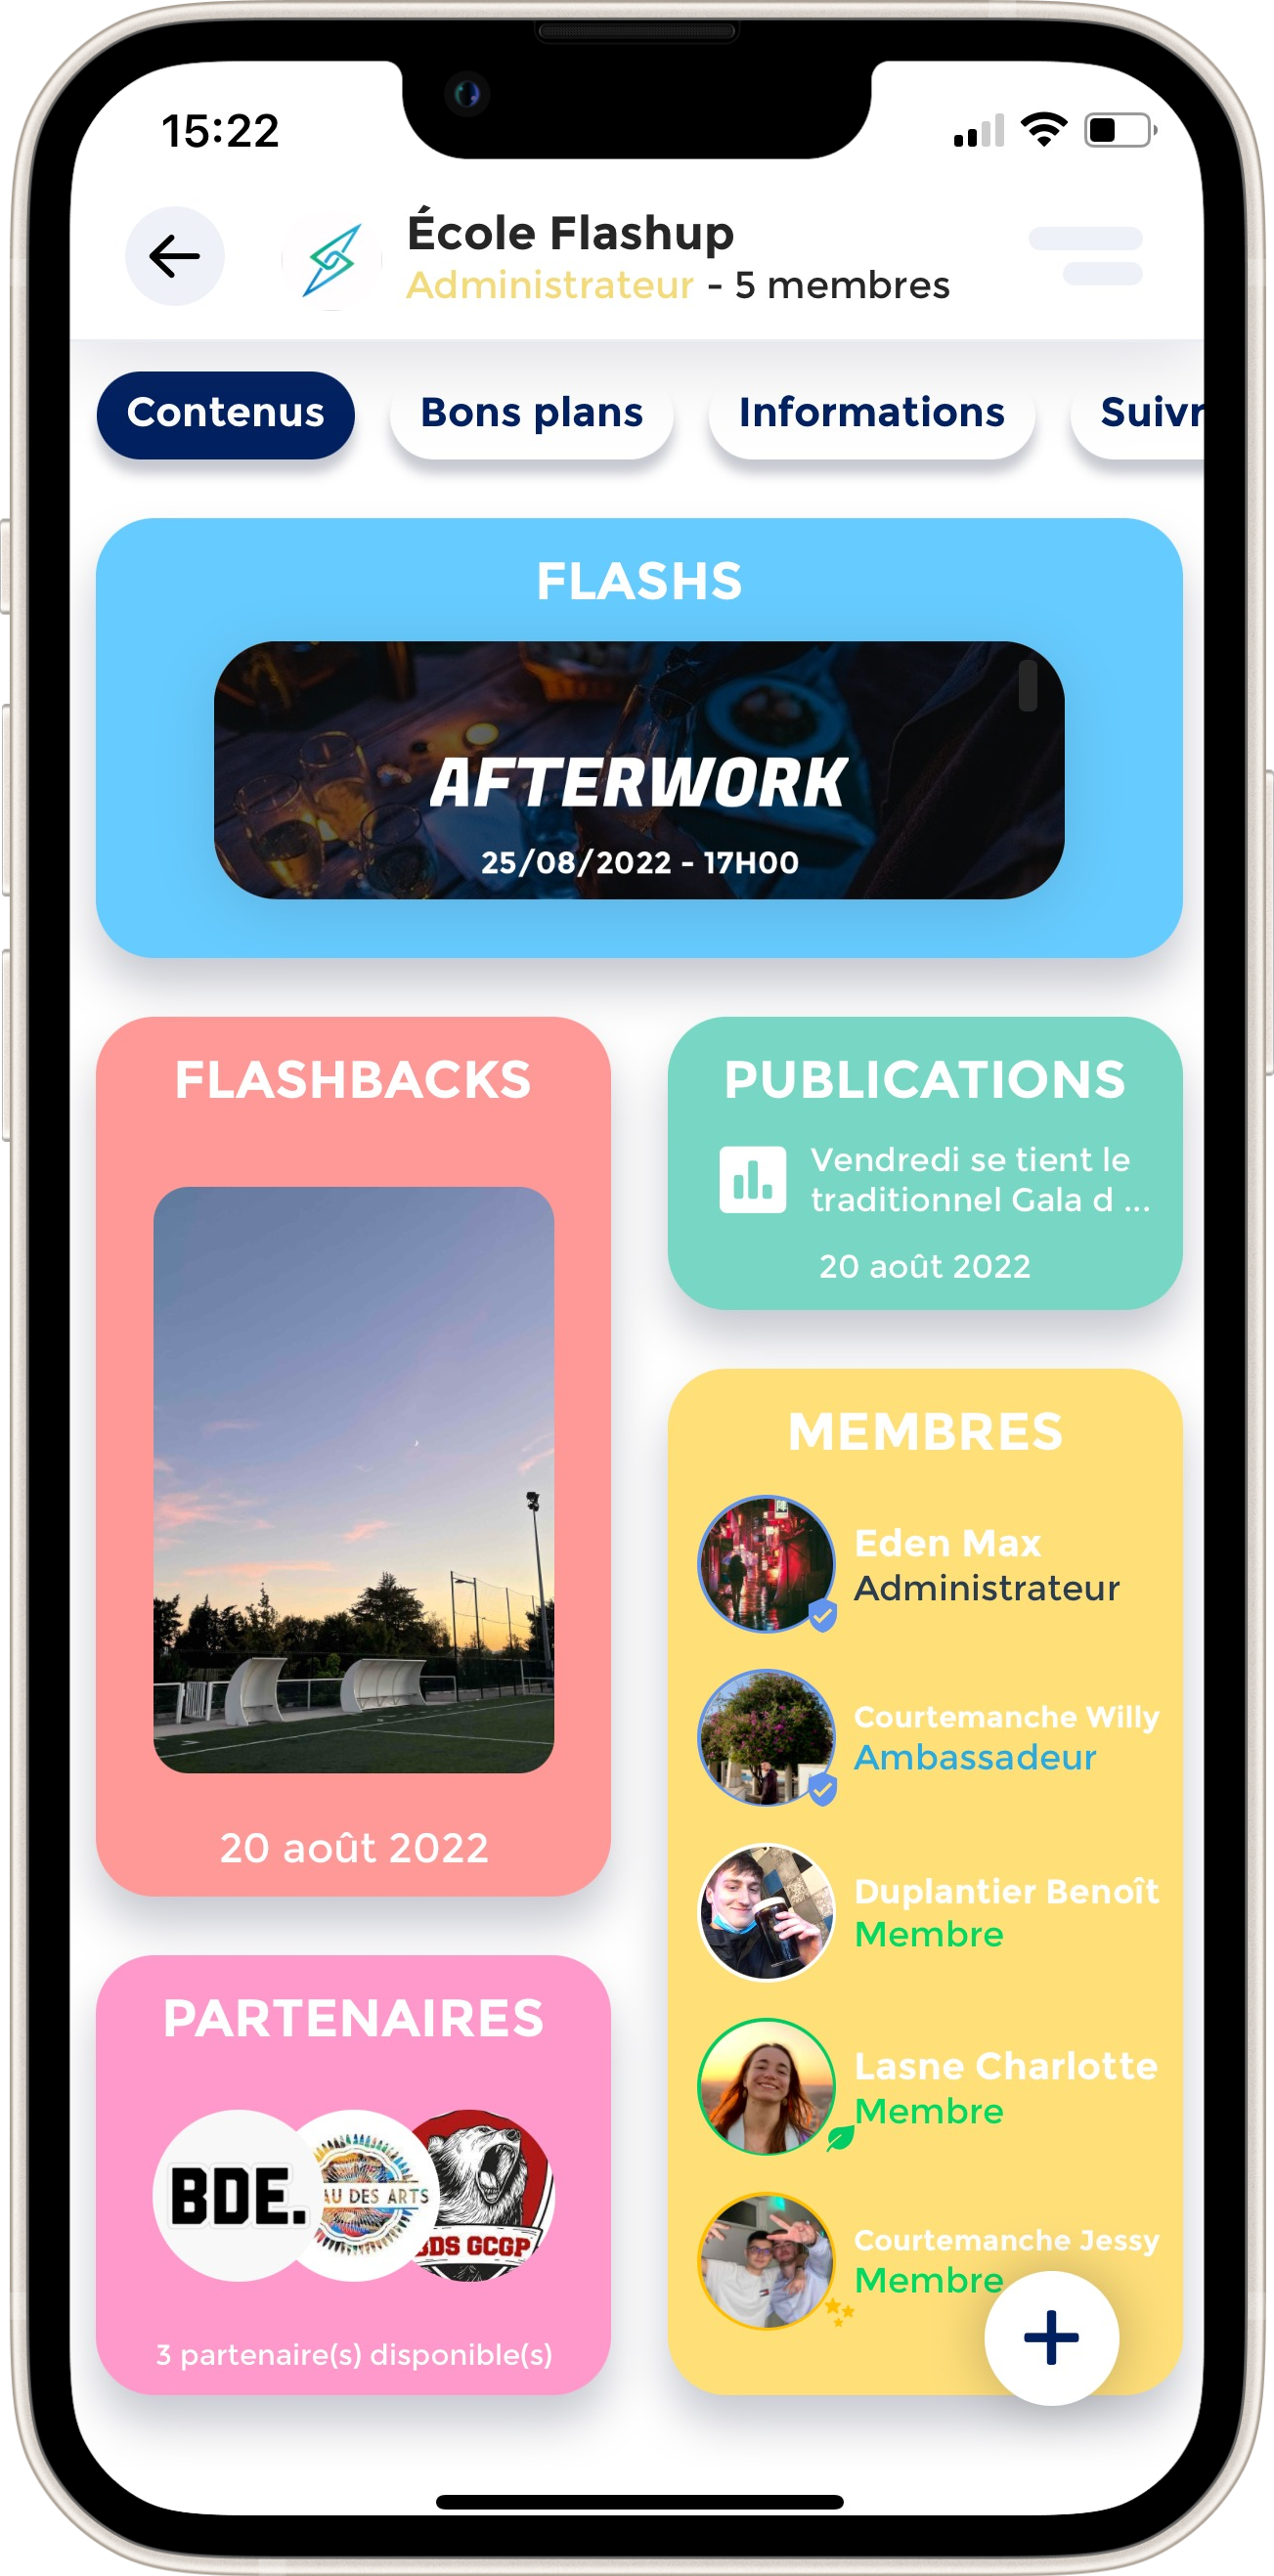 15:22
École Flashup
Administrateur - 5 membres
Contenus
Bons plans
Informations
Suivr
FLASHS
AFTERWORK
25/08/2022 - 17H00
FLASHBACKS
20 août 2022
PUBLICATIONS
Vendredi se tient le
traditionnel Gala d ...
20 août 2022
MEMBRES
Eden Max
Administrateur
Courtemanche Willy
Ambassadeur
Duplantier Benoît
Membre
Lasne Charlotte
Membre
Courtemanche Jessy
Membre
PARTENAIRES
BDE.
AU DES ARTS
BDS GCGP
3 partenaire(s) disponible(s)